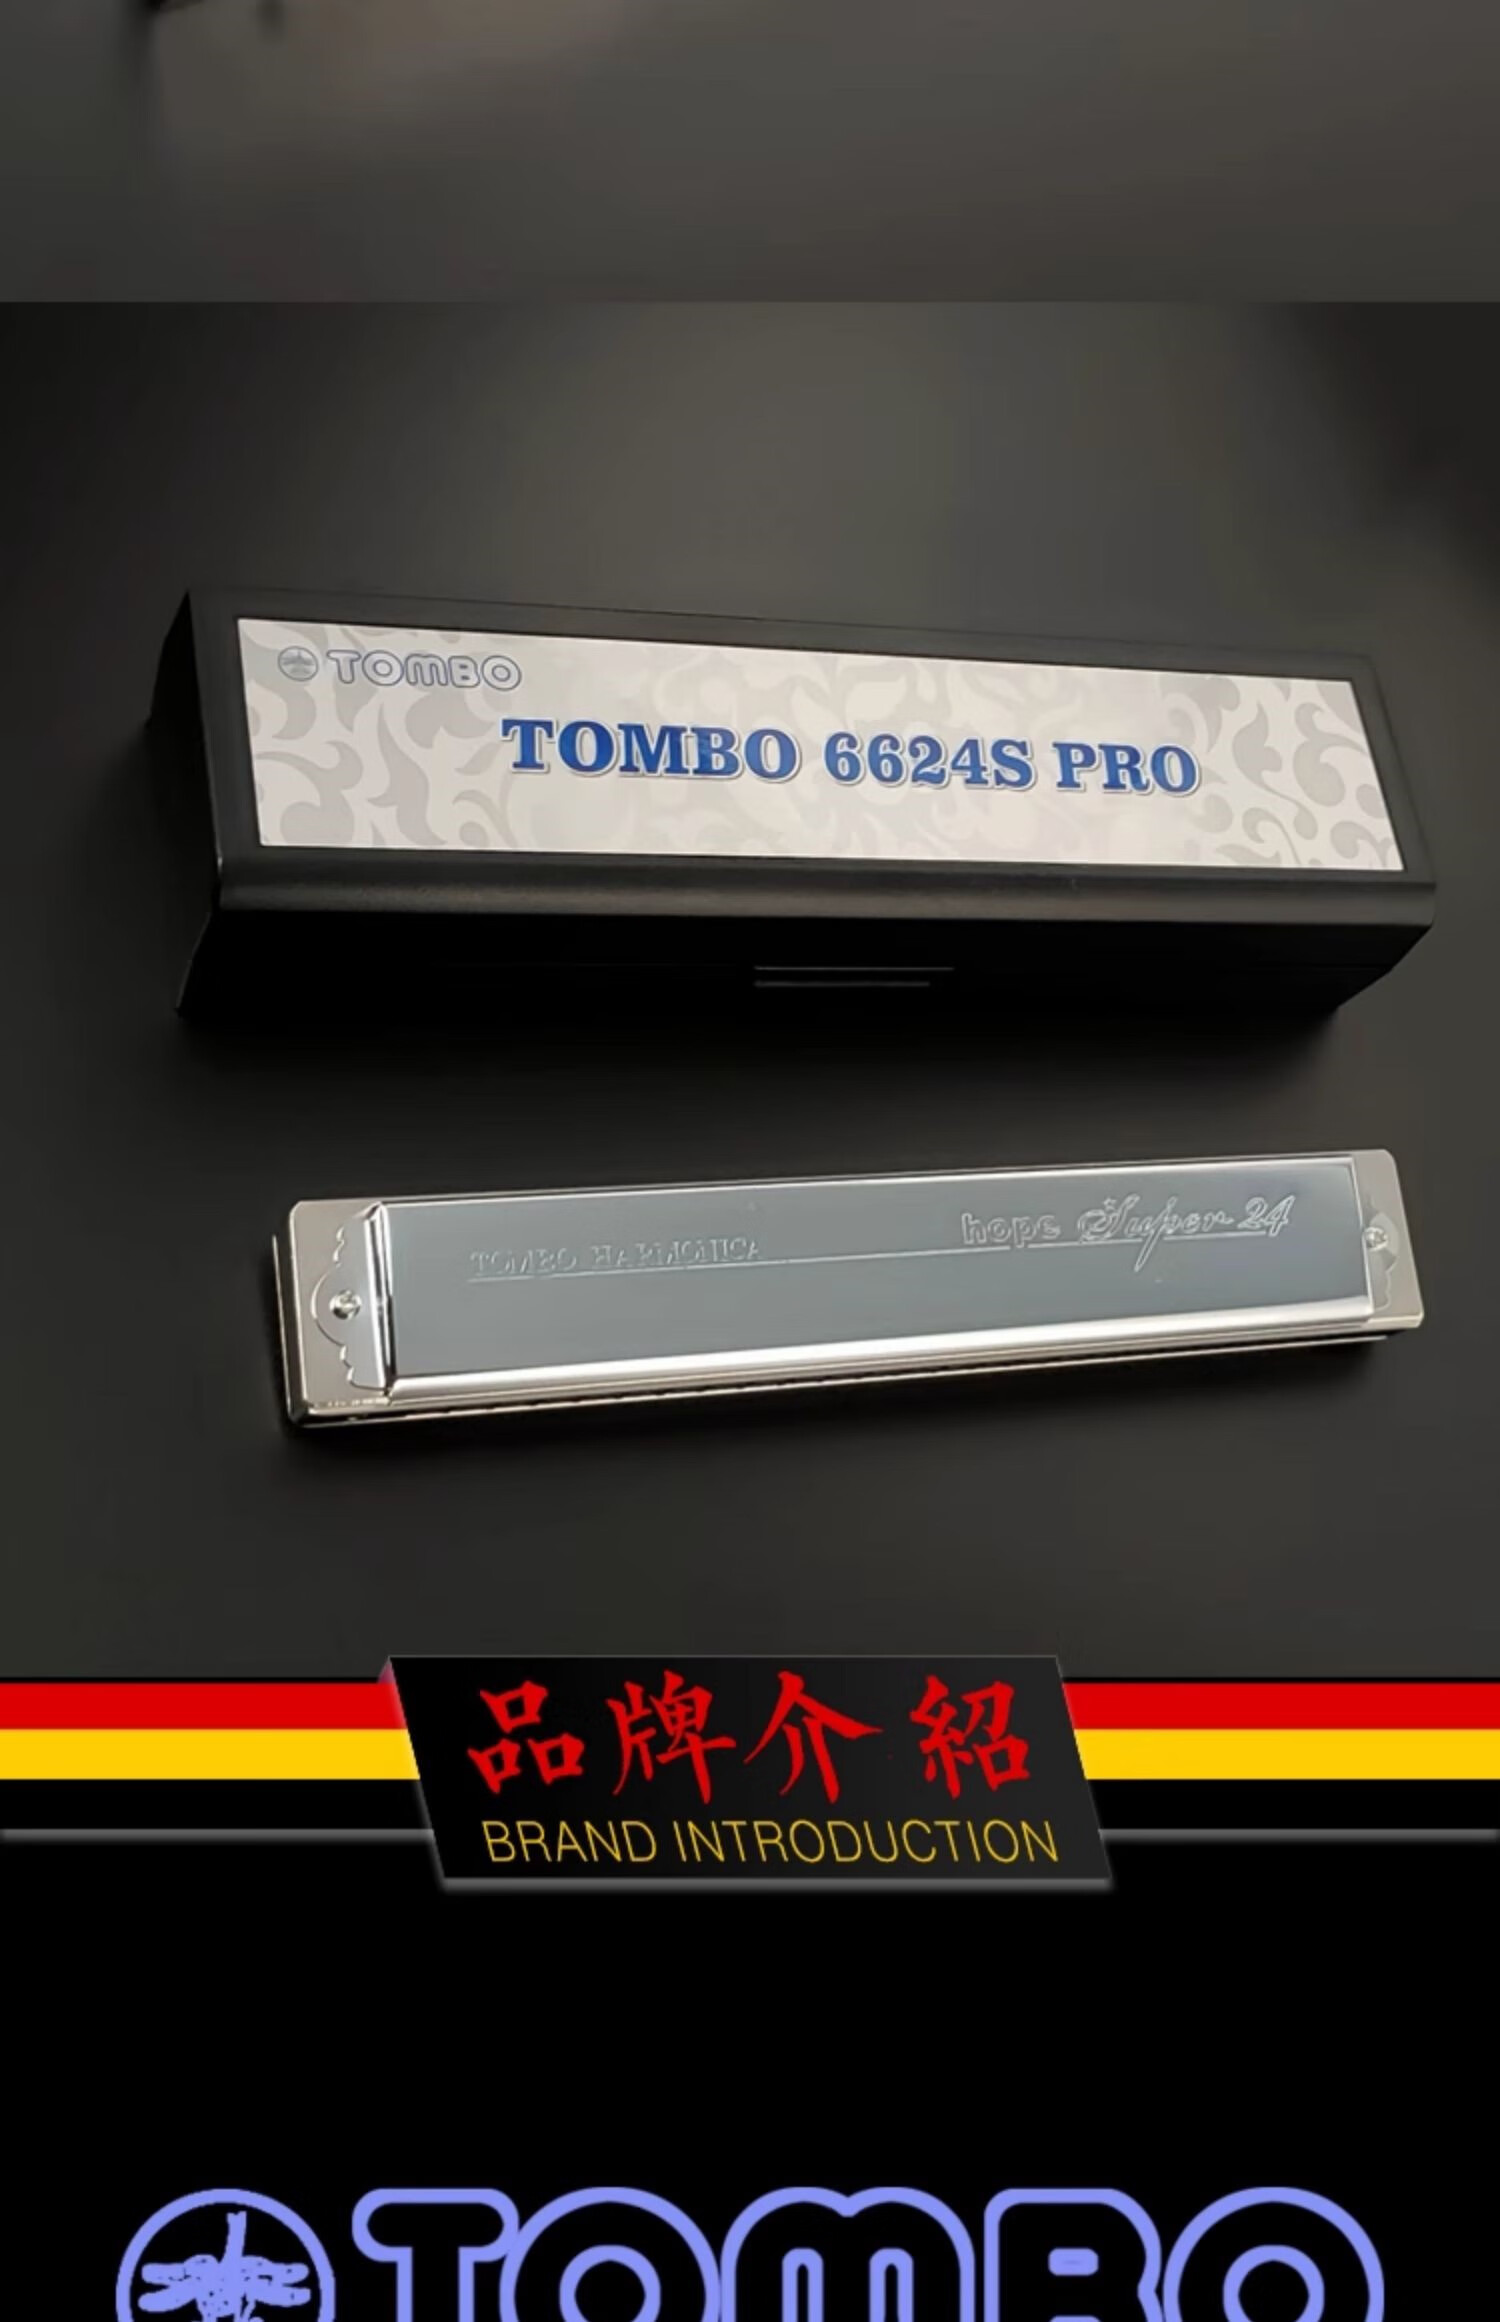 TOMBO
TOMBO 6624S PRO
TOMBO HARMONICA
hope Super 24
品牌介紹
BRAND INTRODUCTION
TOMBO